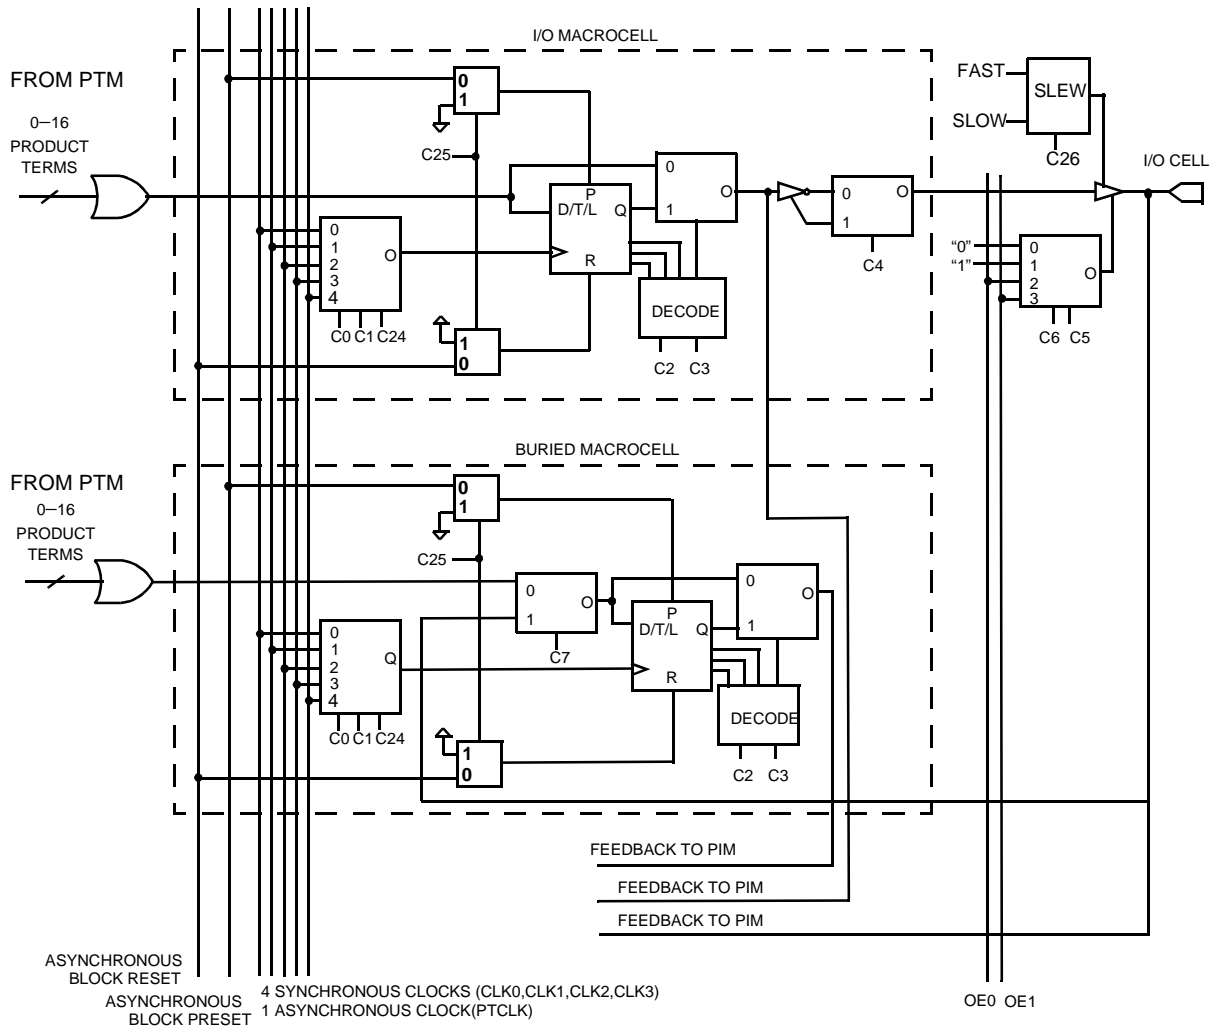 I/O MACROCELL
FROM PTM
0–16
PRODUCT
TERMS
0
1
C25
FAST
SLOW
SLEW
C26
I/O CELL
P
D/T/L
Q
R
0
1
O
0
1
O
C4
0
1
2
3
4
O
C0 C1 C24
DECODE
C2 C3
1
0
“0”
“1”
0
1
2
3
O
C6 C5
BURIED MACROCELL
FROM PTM
0–16
PRODUCT
TERMS
0
1
C25
0
1
O
C7
P
D/T/L
Q
R
0
1
O
0
1
2
3
4
Q
C0 C1 C24
DECODE
C2 C3
1
0
FEEDBACK TO PIM
FEEDBACK TO PIM
FEEDBACK TO PIM
ASYNCHRONOUS
BLOCK RESET
ASYNCHRONOUS
BLOCK PRESET
4 SYNCHRONOUS CLOCKS (CLK0,CLK1,CLK2,CLK3)
1 ASYNCHRONOUS CLOCK(PTCLK)
OE0 OE1